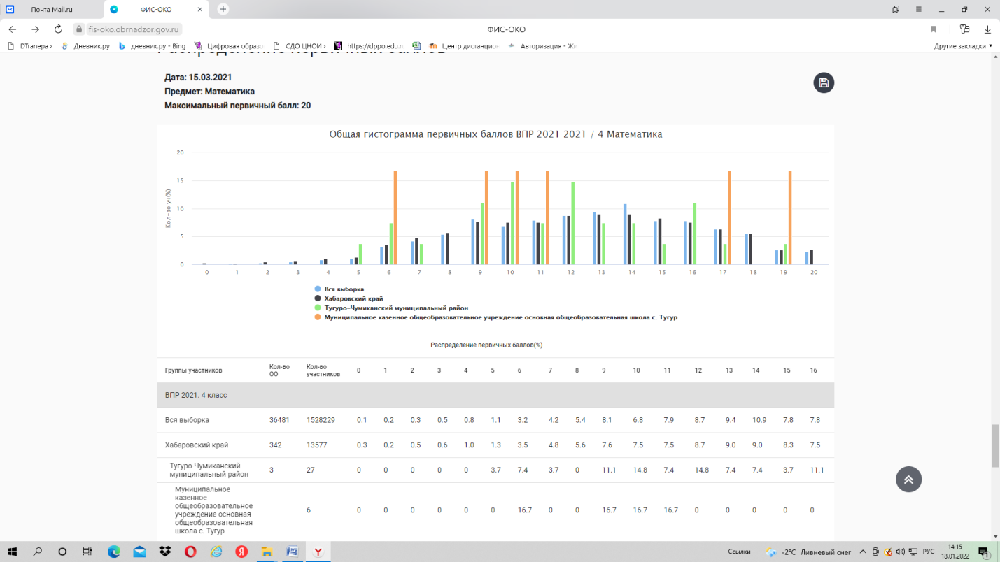 Почта Mail.ru
ФИС-ОКО
fis-oko.obrnadzor.gov.ru
ФИС-ОКО
DTranера›
Дневник.ру
дневник.ру - Bing
Цифровая образо
СДО ЦНОИ ›
https://dppo.edu.ru
Центр дистанцион
Авторизация - Жи
Другие закладки
Распределение первичных баллов
Дата: 15.03.2021
Предмет: Математика
Максимальный первичный балл: 20
Общая гистограмма первичных баллов ВПР 2021 2021 / 4 Математика
Кол-во уч(%)
20
15
10
5
0
0 1 2 3 4 5 6 7 8 9 10 11 12 13 14 15 16 17 18 19 20
Вся выборка
Хабаровский край
Тугуро-Чумиканский муниципальный район
Муниципальное казенное общеобразовательное учреждение основная общеобразовательная школа с. Тугур
Распределение первичных баллов(%)
Группы участников Кол-во ОО Кол-во участников 0 1 2 3 4 5 6 7 8 9 10 11 12 13 14 15 16
ВПР 2021. 4 класс
Вся выборка 36481 1528229 0.1 0.2 0.3 0.5 0.8 1.1 3.2 4.2 5.4 8.1 6.8 7.9 8.7 9.4 10.9 7.8 7.8
Хабаровский край 342 13577 0.3 0.2 0.5 0.6 1.0 1.3 3.5 4.8 5.6 7.6 7.5 7.5 8.7 9.0 9.0 8.3 7.5
Тугуро-Чумиканский
муниципальный район
3 27 0 0 0 0 0 3.7 7.4 3.7 0 11.1 14.8 7.4 14.8 7.4 7.4 3.7 11.1
Муниципальное
казенное
общеобразовательное
учреждение основная
общеобразовательная
школа с. Тугур
6 0 0 0 0 0 0 16.7 0 0 16.7 16.7 16.7 0 0 0 0 0
Ссылки
-2°C Ливневый снег
РУС
14:15
18.01.2022